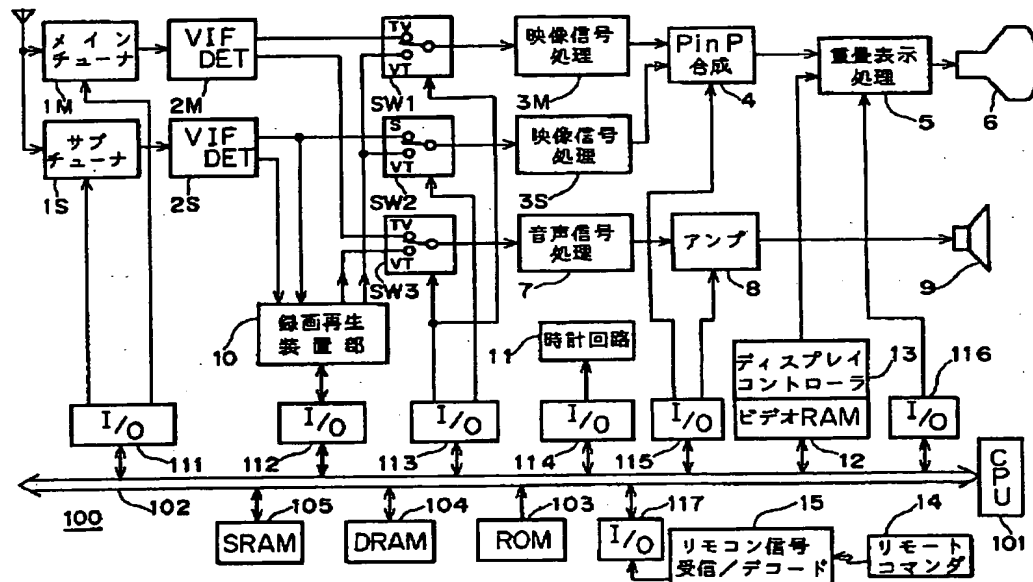 メイン
チューナ
1M
VIF
DET
2M
TV
VT
SW1
映像信号
処理
3M
PinP
合成
4
重畳表示
処理
5
6
サブ
チューナ
1S
VIF
DET
2S
S
VT
SW2
映像信号
処理
3S
TV
VT
SW3
音声信号
処理
7
アンプ
8
9
録画再生
装置部
10
11
時計回路
ディスプレイ
コントローラ
13
ビデオRAM
12
116
I/O
111
I/O
112
I/O
113
I/O
114
I/O
115
I/O
CPU
101
102
100
105
SRAM
104
DRAM
103
ROM
117
I/O
15
リモコン信号
受信/デコード
14
リモート
コマンダ